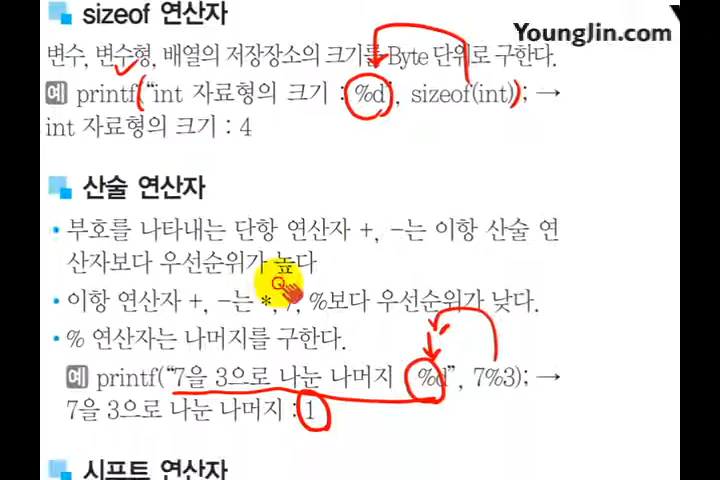 sizeof 연산자
YoungJin.com
변수, 변수형, 배열의 저장장소의 크기를 Byte 단위로 구한다.
예 printf("int 자료형의 크기 : %d", sizeof(int)); →
int 자료형의 크기 : 4
산술 연산자
• 부호를 나타내는 단항 연산자 +, -는 이항 산술 연
산자보다 우선순위가 높다
• 이항 연산자 +, -는 *, /, %보다 우선순위가 낮다.
• % 연산자는 나머지를 구한다.
예 printf("7을 3으로 나눈 나머지 %d", 7%3); →
7을 3으로 나눈 나머지 : 1
시프트 연산자